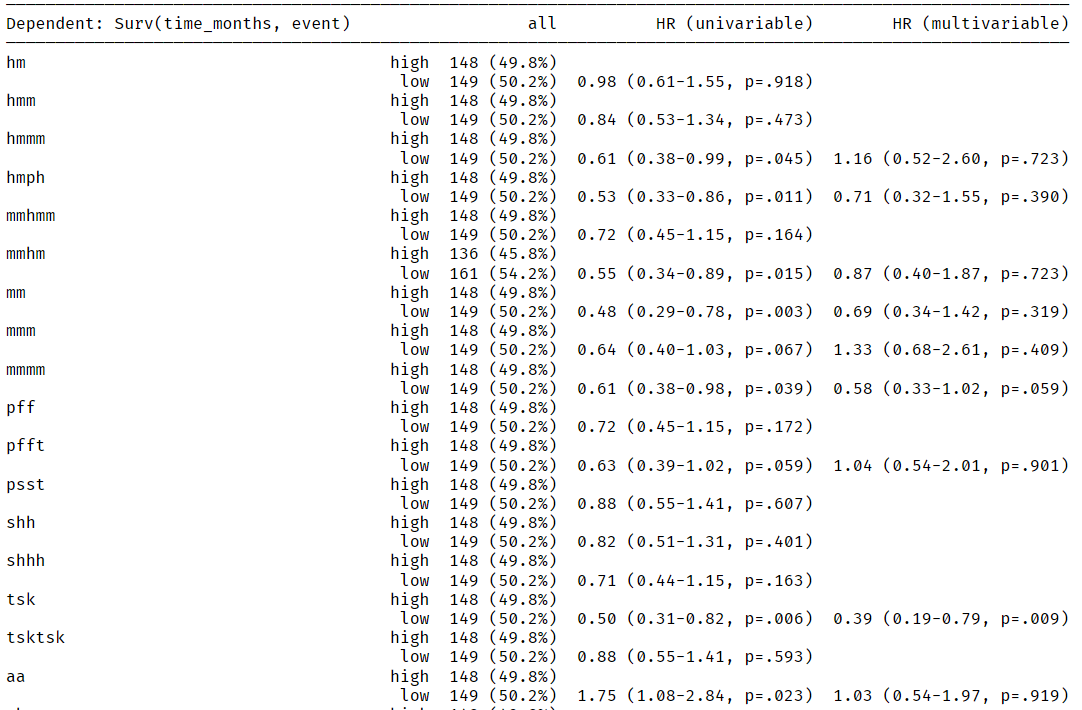 Dependent: Surv(time_months, event) all HR (univariable) HR (multivariable)
hm high 148 (49.8%)
low 149 (50.2%) 0.98 (0.61-1.55, p=.918)
hmm high 148 (49.8%)
low 149 (50.2%) 0.84 (0.53-1.34, p=.473)
hmmm high 148 (49.8%)
low 149 (50.2%) 0.61 (0.38-0.99, p=.045) 1.16 (0.52-2.60, p=.723)
hmph high 148 (49.8%)
low 149 (50.2%) 0.53 (0.33-0.86, p=.011) 0.71 (0.32-1.55, p=.390)
mmhmm high 148 (49.8%)
low 149 (50.2%) 0.72 (0.45-1.15, p=.164)
mmhm high 136 (45.8%)
low 161 (54.2%) 0.55 (0.34-0.89, p=.015) 0.87 (0.40-1.87, p=.723)
mm high 148 (49.8%)
low 149 (50.2%) 0.48 (0.29-0.78, p=.003) 0.69 (0.34-1.42, p=.319)
mmm high 148 (49.8%)
low 149 (50.2%) 0.64 (0.40-1.03, p=.067) 1.33 (0.68-2.61, p=.409)
mmmm high 148 (49.8%)
low 149 (50.2%) 0.61 (0.38-0.98, p=.039) 0.58 (0.33-1.02, p=.059)
pff high 148 (49.8%)
low 149 (50.2%) 0.72 (0.45-1.15, p=.172)
pfft high 148 (49.8%)
low 149 (50.2%) 0.63 (0.39-1.02, p=.059) 1.04 (0.54-2.01, p=.901)
psst high 148 (49.8%)
low 149 (50.2%) 0.88 (0.55-1.41, p=.607)
shh high 148 (49.8%)
low 149 (50.2%) 0.82 (0.51-1.31, p=.401)
shhh high 148 (49.8%)
low 149 (50.2%) 0.71 (0.44-1.15, p=.163)
tsk high 148 (49.8%)
low 149 (50.2%) 0.50 (0.31-0.82, p=.006) 0.39 (0.19-0.79, p=.009)
tsktsk high 148 (49.8%)
low 149 (50.2%) 0.88 (0.55-1.41, p=.593)
aa high 148 (49.8%)
low 149 (50.2%) 1.75 (1.08-2.84, p=.023) 1.03 (0.54-1.97, p=.919)